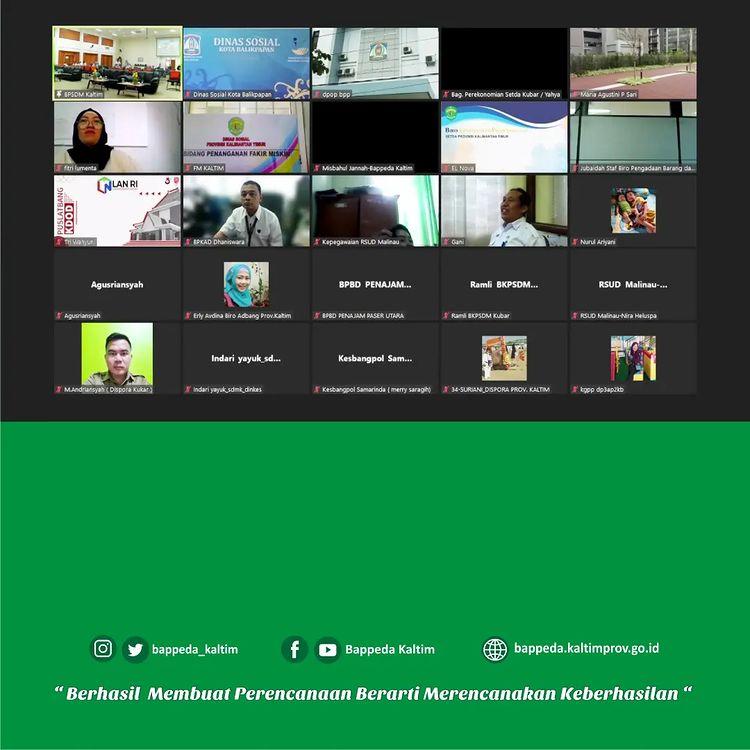 BPSDM Kaltim
DINAS SOSIAL
KOTA BALIKPAPAN
Dinas Sosial Kota Balikpapan
dpop bpp
Bag. Perekonomian Setda Kubar / Yahya
Maria Agustini P Sari
fitri lumenta
DINAS SOSIAL
PROVINSI KALIMANTAN TIMUR
BIDANG PENANGANAN FAKIR MISKIN
FM KALTIM
Misbahul Jannah-Bappeda Kaltim
SETDA PROVINSI KALIMANTAN TIMUR
EL Nova
Jubaidah Staf Biro Pengadaan Barang da...
LAN RI
PUSLATBANG
KDOD
Tri Wahyuni
BPKAD Dhaniswara
Kepegawaian RSUD Malinau
Gani
Nurul Ariyani
Agusriansyah
Agusriansyah
Erly Avdina Biro Adbang Prov.Kaltim
BPBD PENAJAM...
BPBD PENAJAM PASER UTARA
Ramli BKPSDM...
Ramli BKPSDM Kubar
RSUD Malinau-...
RSUD Malinau-Nira Heluspa
M.Andriansyah ( Dispora Kukar )
Indari yayuk_sd...
Indari yayuk_sdmk_dinkes
Kesbangpol Sam...
Kesbangpol Samarinda ( merry saragih)
34-SURIANI_DISPORA PROV. KALTIM
kgpp dp3ap2kb
bappeda_kaltim
Bappeda Kaltim
bappeda.kaltimprov.go.id
“ Berhasil Membuat Perencanaan Berarti Merencanakan Keberhasilan “